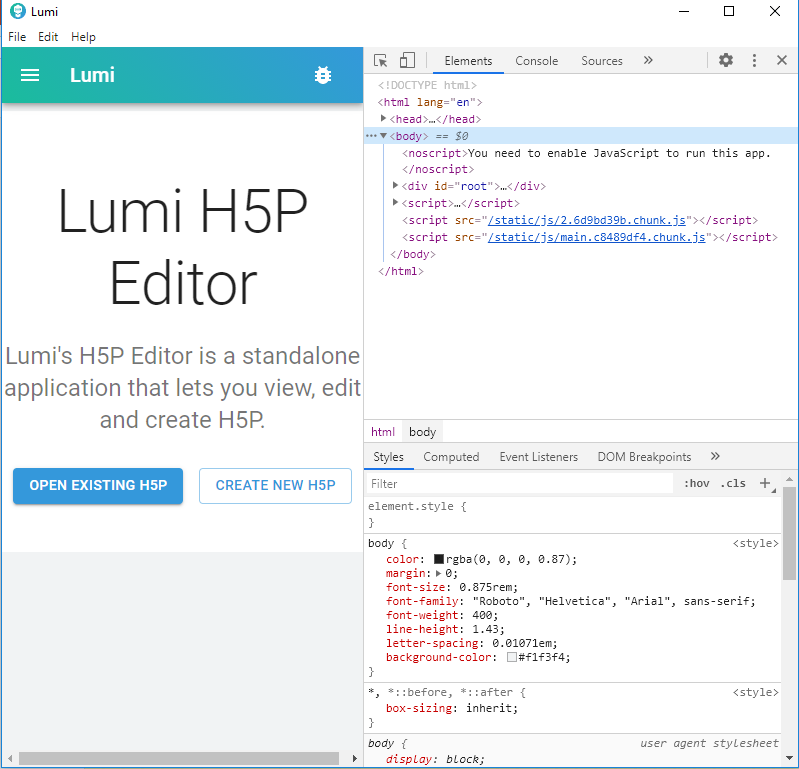 Lumi
File Edit Help
Lumi
Lumi H5P
Editor
Lumi's H5P Editor is a standalone
application that lets you view, edit
and create H5P.
OPEN EXISTING H5P
CREATE NEW H5P
Elements Console Sources »
<!DOCTYPE html>
<html lang="en">
<head>…</head>
<body> == $0
<noscript>You need to enable JavaScript to run this app.
</noscript>
<div id="root">…</div>
<script>…</script>
<script src="/static/js/2.6d9bd39b.chunk.js"></script>
<script src="/static/js/main.c8489df4.chunk.js"></script>
</body>
</html>
html body
Styles Computed Event Listeners DOM Breakpoints »
Filter :hov .cls +
element.style {
}
body { <style>
color: rgba(0, 0, 0, 0.87);
margin: 0;
font-size: 0.875rem;
font-family: "Roboto", "Helvetica", "Arial", sans-serif;
font-weight: 400;
line-height: 1.43;
letter-spacing: 0.01071em;
background-color: #f1f3f4;
}
*, *::before, *::after { <style>
box-sizing: inherit;
}
body { user agent stylesheet
display: block;